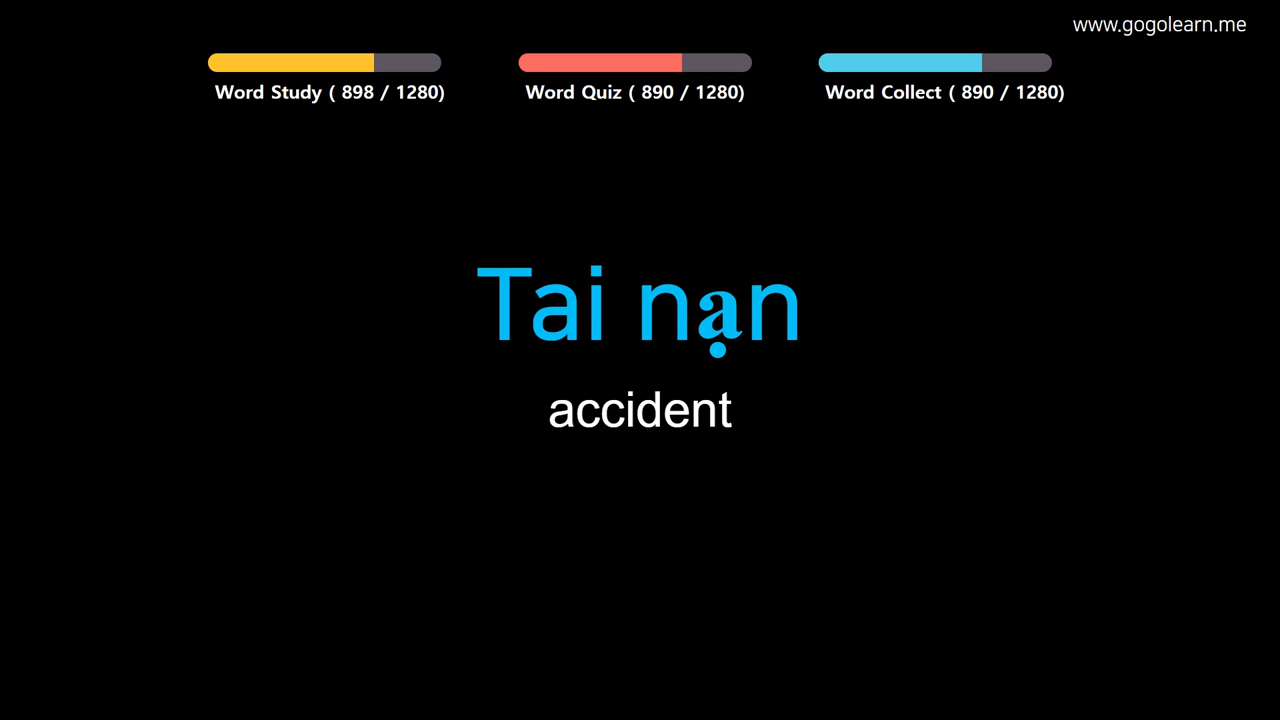 www.gogolearn.me
Word Study ( 898 / 1280)
Word Quiz ( 890 / 1280)
Word Collect ( 890 / 1280)
Tai nạn
accident